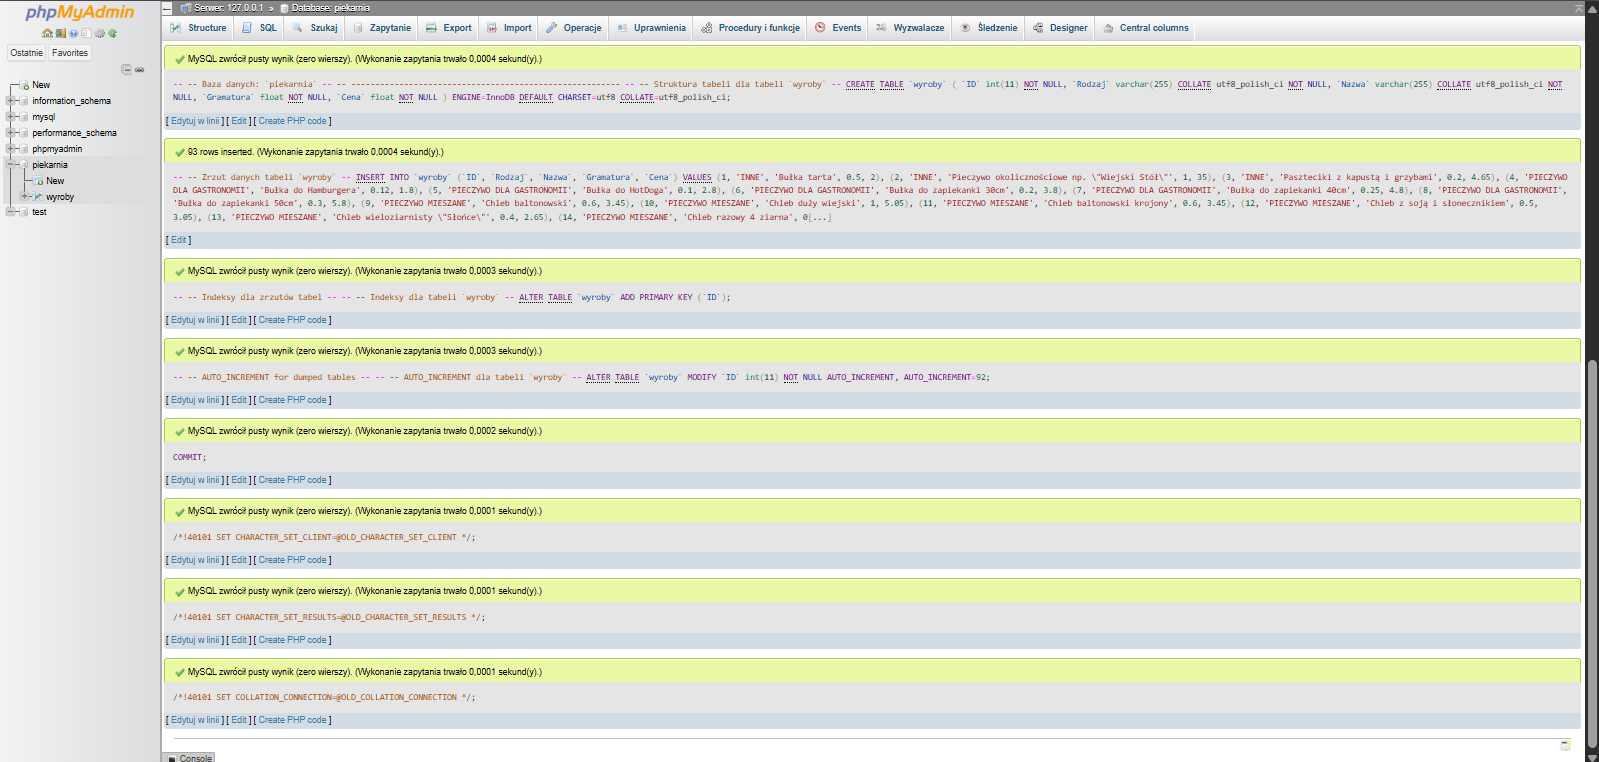 phpMyAdmin
Ostatnie Favorites
New
information_schema
mysql
performance_schema
phpmyadmin
piekarnia
New
wyroby
test
Serwer: 127.0.0.1 » Database: piekarnia
Structure SQL Szukaj Zapytanie Export Import Operacje Uprawnienia Procedury i funkcje Events Wyzwalacze Śledzenie Designer Central columns
MySQL zwrócił pusty wynik (zero wierszy). (Wykonanie zapytania trwało 0,0004 sekund(y).)
-- -- Baza danych: `piekarnia` -- -- -------------------------------------------------------- -- -- Struktura tabeli dla tabeli `wyroby` -- CREATE TABLE `wyroby` ( `ID` int(11) NOT NULL, `Rodzaj` varchar(255) COLLATE utf8_polish_ci NOT NULL, `Nazwa` varchar(255) COLLATE utf8_polish_ci NOT
NULL, `Gramatura` float NOT NULL, `Cena` float NOT NULL ) ENGINE=InnoDB DEFAULT CHARSET=utf8 COLLATE=utf8_polish_ci;
[ Edytuj w linii ] [ Edit ] [ Create PHP code ]
93 rows inserted. (Wykonanie zapytania trwało 0,0004 sekund(y).)
-- -- Zrzut danych tabeli `wyroby` -- INSERT INTO `wyroby` (`ID`, `Rodzaj`, `Nazwa`, `Gramatura`, `Cena`) VALUES (1, 'INNE', 'Bułka tarta', 0.5, 2), (2, 'INNE', 'Pieczywo okolicznościowe np. \"Wiejski Stół\"', 1, 35), (3, 'INNE', 'Paszteciki z kapustą i grzybami', 0.2, 4.65), (4, 'PIECZYWO
DLA GASTRONOMII', 'Bułka do Hamburgera', 0.12, 1.8), (5, 'PIECZYWO DLA GASTRONOMII', 'Bułka do HotDoga', 0.1, 2.8), (6, 'PIECZYWO DLA GASTRONOMII', 'Bułka do zapiekanki 30cm', 0.2, 3.8), (7, 'PIECZYWO DLA GASTRONOMII', 'Bułka do zapiekanki 40cm', 0.25, 4.8), (8, 'PIECZYWO DLA GASTRONOMII',
'Bułka do zapiekanki 50cm', 0.3, 5.8), (9, 'PIECZYWO MIESZANE', 'Chleb baltonowski', 0.6, 3.45), (10, 'PIECZYWO MIESZANE', 'Chleb duży wiejski', 1, 5.05), (11, 'PIECZYWO MIESZANE', 'Chleb baltonowski krojony', 0.6, 3.45), (12, 'PIECZYWO MIESZANE', 'Chleb z soją i słonecznikiem', 0.5,
3.05), (13, 'PIECZYWO MIESZANE', 'Chleb wieloziarnisty \"Słońce\"', 0.4, 2.65), (14, 'PIECZYWO MIESZANE', 'Chleb razowy 4 ziarna', 0[...]
[ Edit ]
MySQL zwrócił pusty wynik (zero wierszy). (Wykonanie zapytania trwało 0,0003 sekund(y).)
-- -- Indeksy dla zrzutów tabel -- -- -- Indeksy dla tabeli `wyroby` -- ALTER TABLE `wyroby` ADD PRIMARY KEY (`ID`);
[ Edytuj w linii ] [ Edit ] [ Create PHP code ]
MySQL zwrócił pusty wynik (zero wierszy). (Wykonanie zapytania trwało 0,0003 sekund(y).)
-- -- AUTO_INCREMENT for dumped tables -- -- -- AUTO_INCREMENT dla tabeli `wyroby` -- ALTER TABLE `wyroby` MODIFY `ID` int(11) NOT NULL AUTO_INCREMENT, AUTO_INCREMENT=92;
[ Edytuj w linii ] [ Edit ] [ Create PHP code ]
MySQL zwrócił pusty wynik (zero wierszy). (Wykonanie zapytania trwało 0,0002 sekund(y).)
COMMIT;
[ Edytuj w linii ] [ Edit ] [ Create PHP code ]
MySQL zwrócił pusty wynik (zero wierszy). (Wykonanie zapytania trwało 0,0001 sekund(y).)
/*!40101 SET CHARACTER_SET_CLIENT=@OLD_CHARACTER_SET_CLIENT */;
[ Edytuj w linii ] [ Edit ] [ Create PHP code ]
MySQL zwrócił pusty wynik (zero wierszy). (Wykonanie zapytania trwało 0,0001 sekund(y).)
/*!40101 SET CHARACTER_SET_RESULTS=@OLD_CHARACTER_SET_RESULTS */;
[ Edytuj w linii ] [ Edit ] [ Create PHP code ]
MySQL zwrócił pusty wynik (zero wierszy). (Wykonanie zapytania trwało 0,0001 sekund(y).)
/*!40101 SET COLLATION_CONNECTION=@OLD_COLLATION_CONNECTION */;
[ Edytuj w linii ] [ Edit ] [ Create PHP code ]
Console